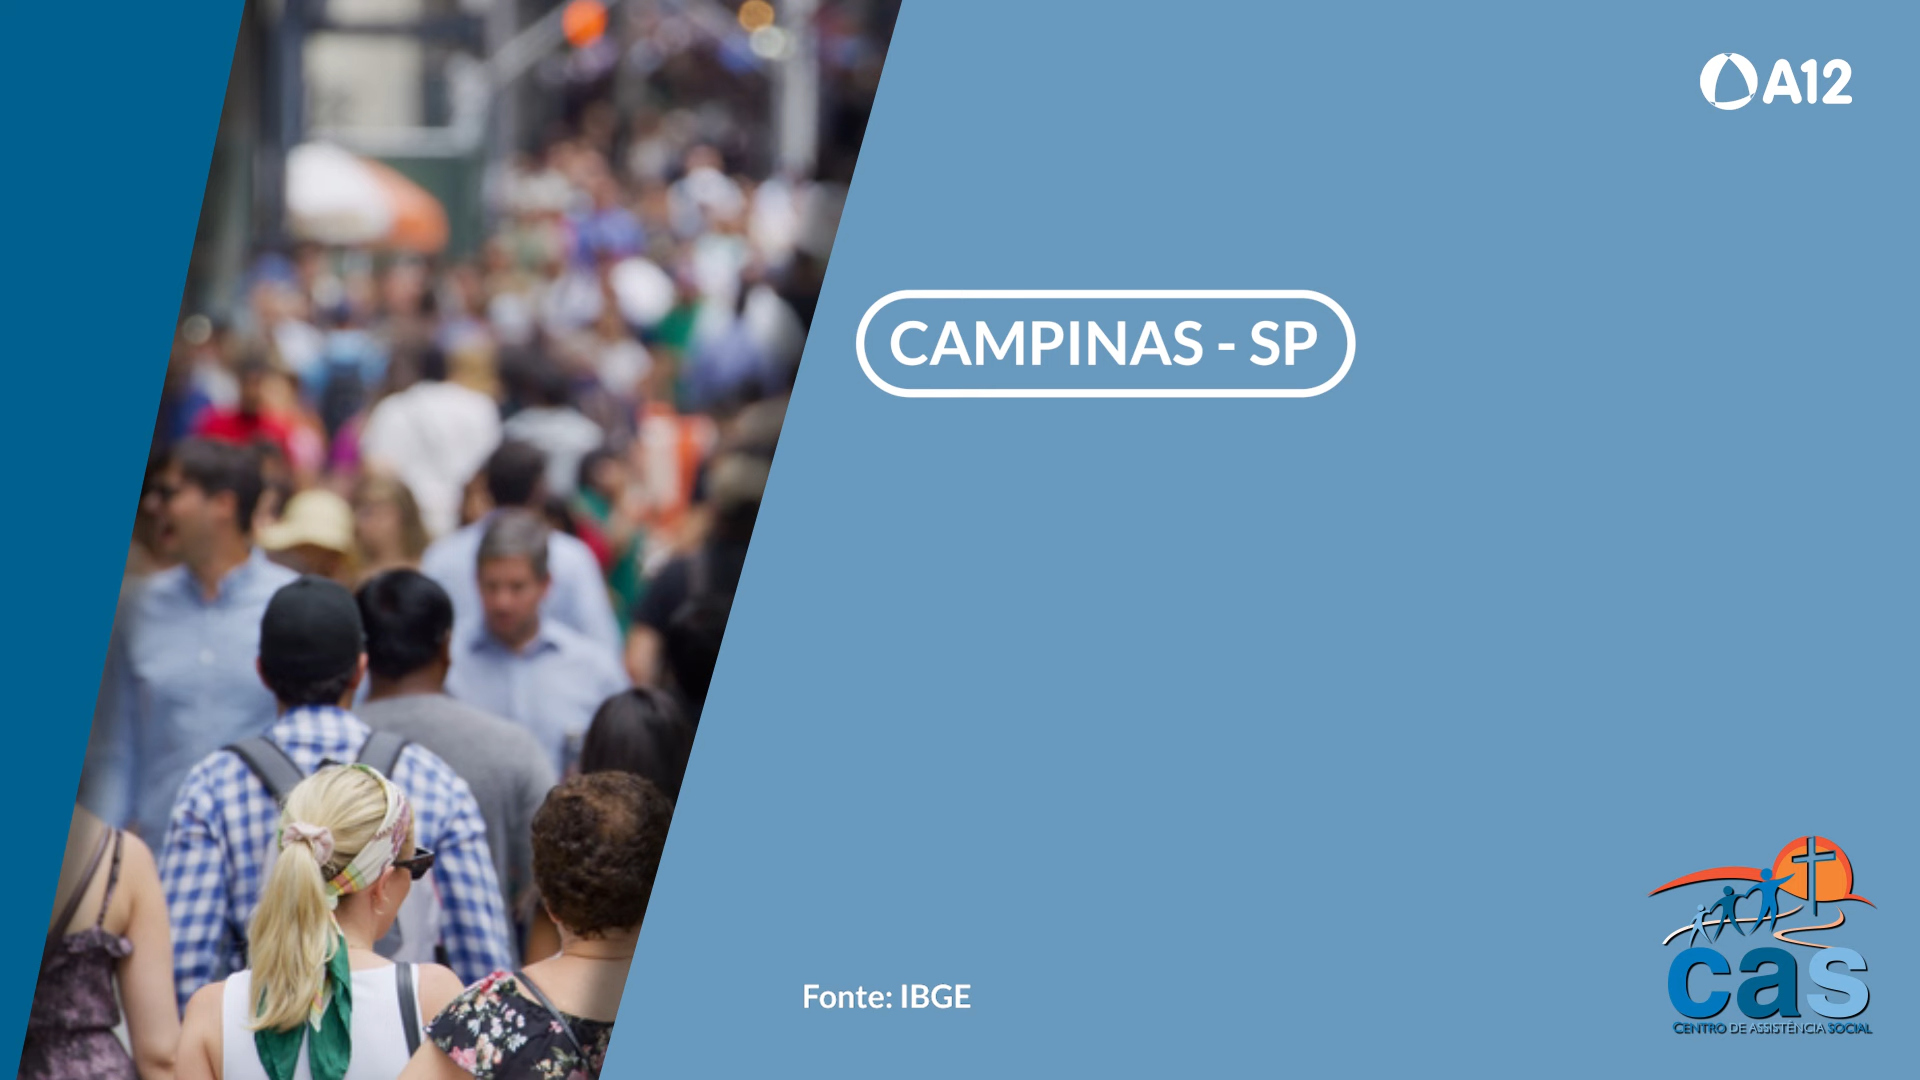 A12
CAMPINAS - SP
Fonte: IBGE
cas
CENTRO DE ASSISTÊNCIA SOCIAL